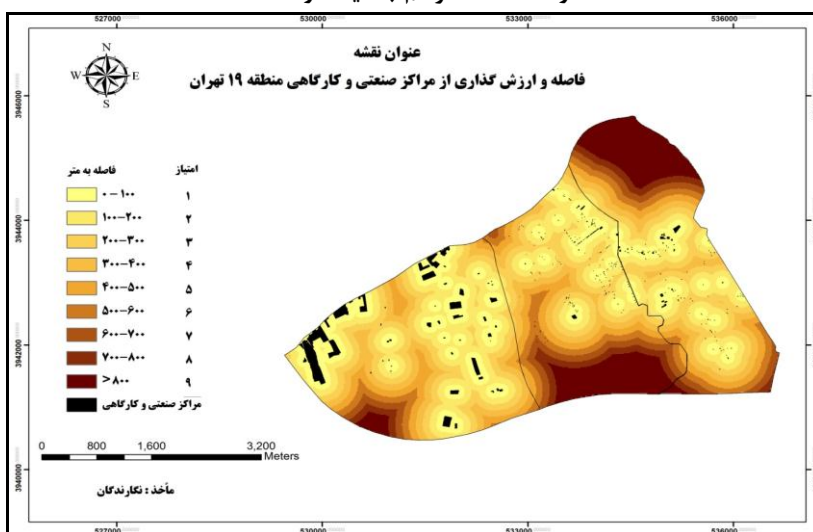 527000 530000 533000 536000
عنوان نقشه
فاصله و ارزش گذاری از مراکز صنعتی و کارگاهی منطقه ۱۹ تهران
N
W E
S
3946000
3944000
3942000
3940000
فاصله به متر امتیاز
۰–۱۰۰ ۱
۱۰۰–۲۰۰ ۲
۲۰۰–۳۰۰ ۳
۳۰۰–۴۰۰ ۴
۴۰۰–۵۰۰ ۵
۵۰۰–۶۰۰ ۶
۶۰۰–۷۰۰ ۷
۷۰۰–۸۰۰ ۸
>۸۰۰ ۹
مراکز صنعتی و کارگاهی
0 800 1,600 3,200
Meters
مأخذ : نگارندگان
527000 530000 533000 536000